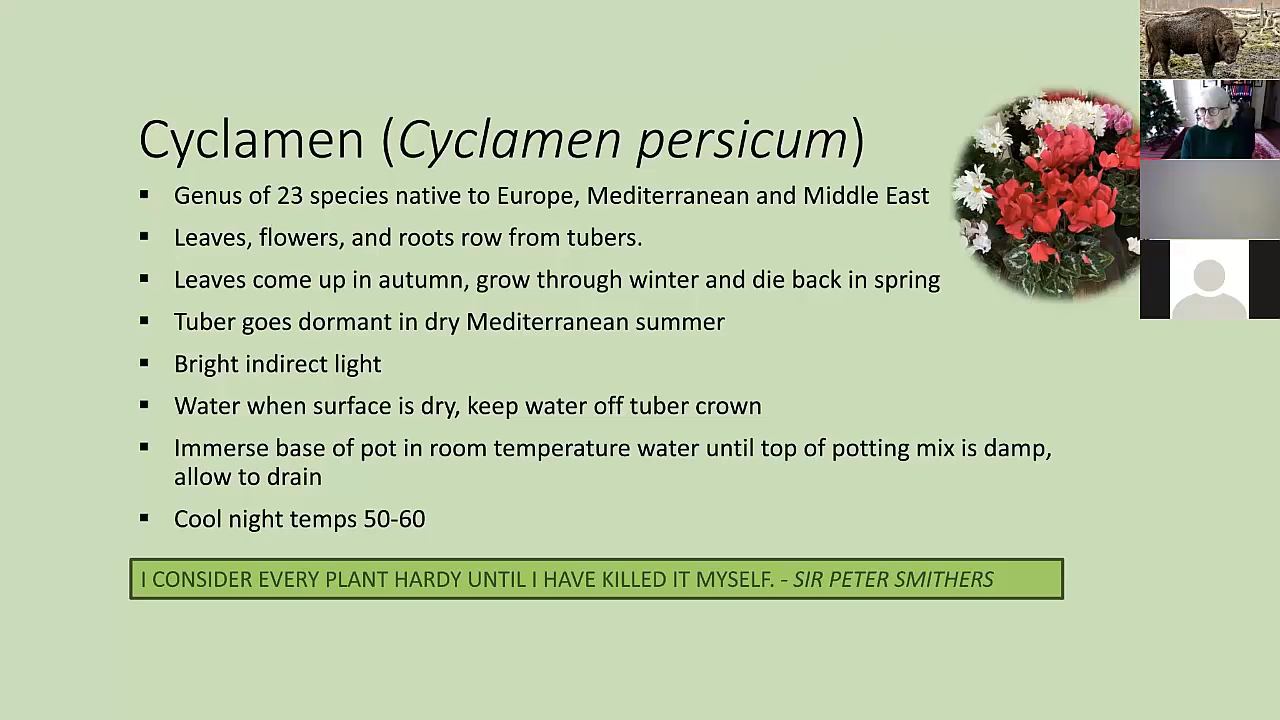 Cyclamen (Cyclamen persicum)
▪ Genus of 23 species native to Europe, Mediterranean and Middle East
▪ Leaves, flowers, and roots row from tubers.
▪ Leaves come up in autumn, grow through winter and die back in spring
▪ Tuber goes dormant in dry Mediterranean summer
▪ Bright indirect light
▪ Water when surface is dry, keep water off tuber crown
▪ Immerse base of pot in room temperature water until top of potting mix is damp,
allow to drain
▪ Cool night temps 50-60
I CONSIDER EVERY PLANT HARDY UNTIL I HAVE KILLED IT MYSELF. - SIR PETER SMITHERS